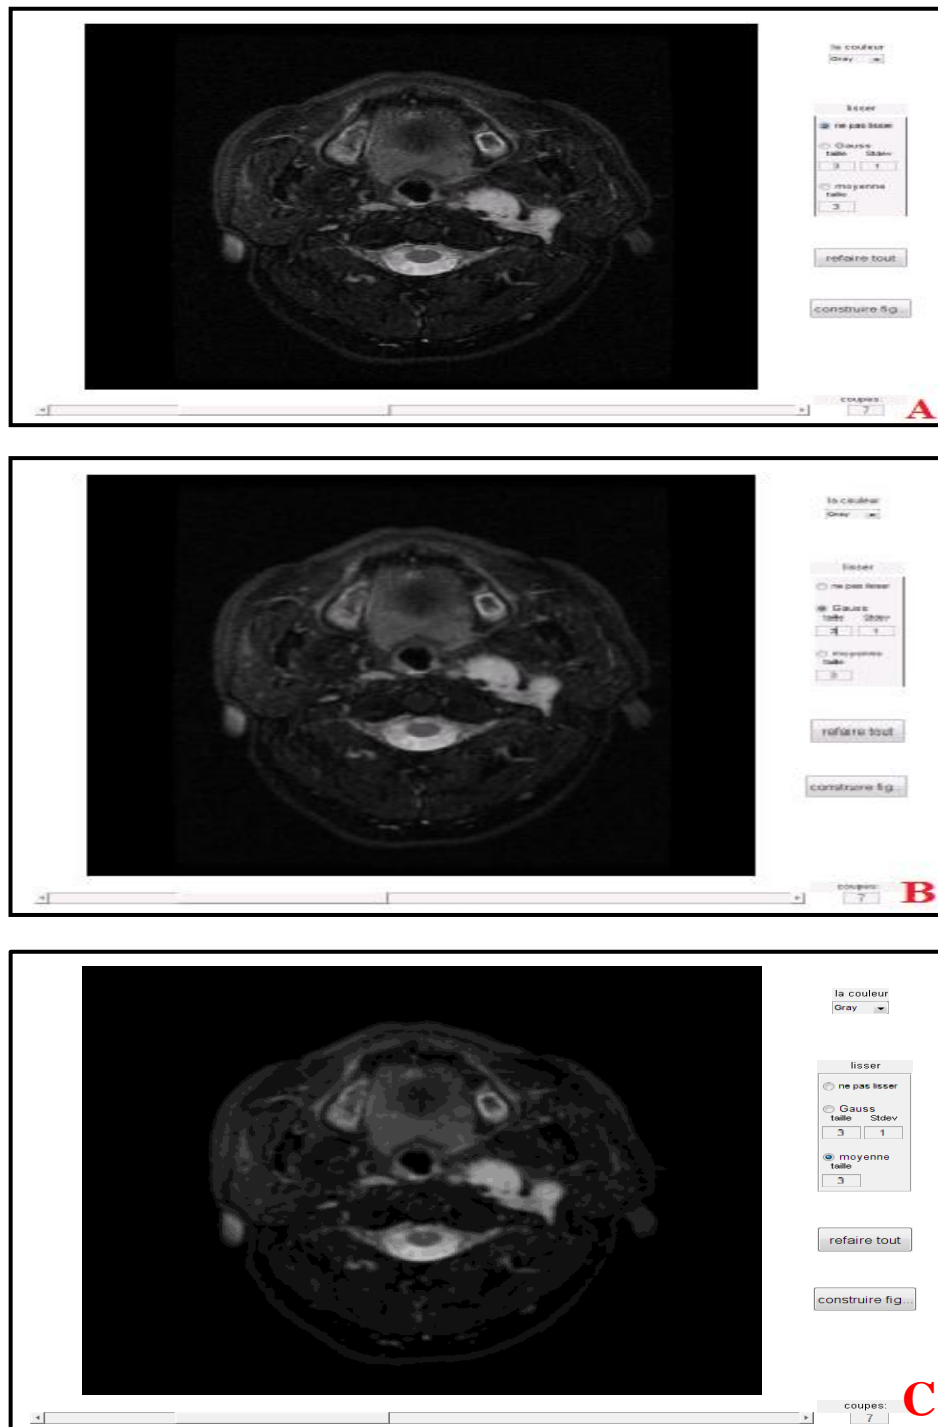 la couleur
Gray
lisser
ne pas lisser
Gauss
taille Stdev
3 1
moyenne
taille
3
refaire tout
construire fig...
coupes:
7
A
la couleur
Gray
lisser
ne pas lisser
Gauss
taille Stdev
3 1
moyenne
taille
3
refaire tout
construire fig...
coupes:
7
B
la couleur
Gray
lisser
ne pas lisser
Gauss
taille Stdev
3 1
moyenne
taille
3
refaire tout
construire fig...
coupes:
7
C